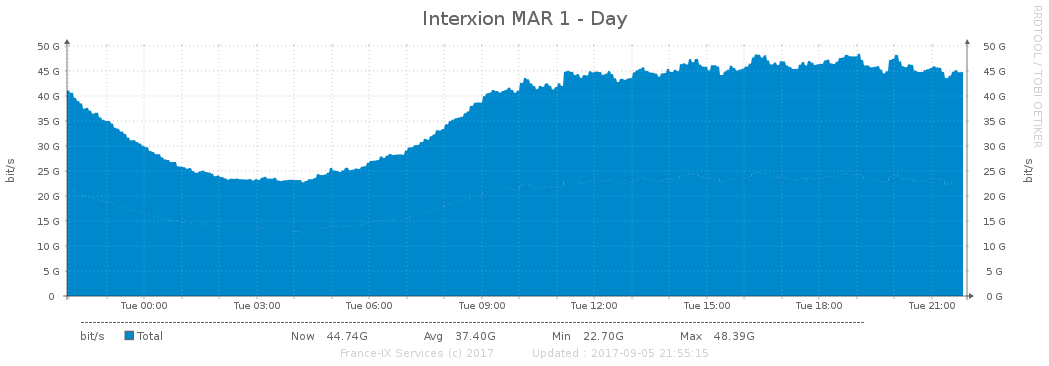 Interxion MAR 1 - Day
RRDTOOL / TOBI OETIKER
50 G 50 G
45 G 45 G
40 G 40 G
35 G 35 G
30 G 30 G
25 G 25 G
20 G 20 G
15 G 15 G
10 G 10 G
5 G 5 G
0 0 G
bit/s bit/s
Tue 00:00 Tue 03:00 Tue 06:00 Tue 09:00 Tue 12:00 Tue 15:00 Tue 18:00 Tue 21:00
bit/s Total Now 44.74G Avg 37.40G Min 22.70G Max 48.39G
France-IX Services (c) 2017 Updated : 2017-09-05 21:55:15